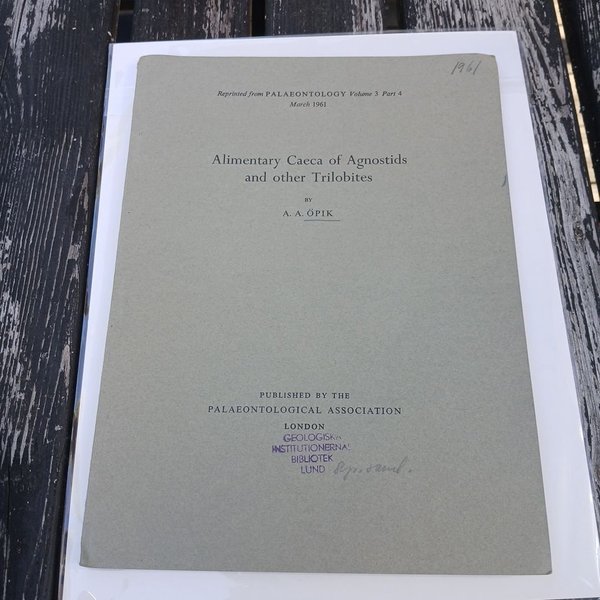 1961
Reprinted from PALAEONTOLOGY Volume 3 Part 4
March 1961
Alimentary Caeca of Agnostids
and other Trilobites
BY
A. A. ÖPIK
PUBLISHED BY THE
PALAEONTOLOGICAL ASSOCIATION
LONDON
GEOLOGISKA
INSTITUTIONERNAS
BIBLIOTEK
LUND